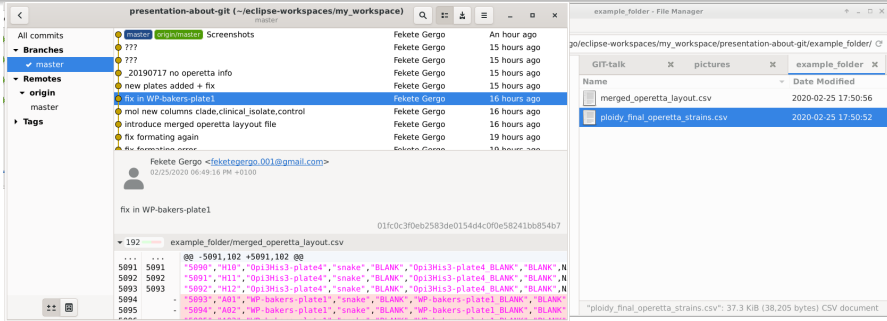 presentation-about-git (~/eclipse-workspaces/my_workspace)
master
All commits
Branches
master
Remotes
origin
master
Tags
master origin/master Screenshots Fekete Gergo An hour ago
??? Fekete Gergo 15 hours ago
??? Fekete Gergo 15 hours ago
_20190717 no operetta info Fekete Gergo 15 hours ago
new plates added + fix Fekete Gergo 15 hours ago
fix in WP-bakers-plate1 Fekete Gergo 16 hours ago
mol new columns clade,clinical_isolate,control Fekete Gergo 16 hours ago
introduce merged operetta layyout file Fekete Gergo 16 hours ago
fix formating again Fekete Gergo 19 hours ago
fix formating error Fekete Gergo 19 hours ago
Fekete Gergo <feketegergo.001@gmail.com>
02/25/2020 06:49:16 PM +0100
fix in WP-bakers-plate1
01fc0c3f0eb2583de0154d4c0f0e58241bb854b7
192 example_folder/merged_operetta_layout.csv
... ... @@ -5091,102 +5091,102 @@
5091 5091 "5090","H10","Opi3His3-plate4","snake","BLANK","Opi3His3-plate4_BLANK","BLANK",N
5092 5092 "5091","H11","Opi3His3-plate4","snake","BLANK","Opi3His3-plate4_BLANK","BLANK",N
5093 5093 "5092","H12","Opi3His3-plate4","snake","BLANK","Opi3His3-plate4_BLANK","BLANK",N
5094 - "5093","A01","WP-bakers-plate1","snake","BLANK","WP-bakers-plate1_BLANK","BLANK"
5095 - "5094","A02","WP-bakers-plate1","snake","BLANK","WP-bakers-plate1_BLANK","BLANK"
example_folder - File Manager
go/eclipse-workspaces/my_workspace/presentation-about-git/example_folder/
GIT-talk pictures example_folder
Name Date Modified
merged_operetta_layout.csv 2020-02-25 17:50:56
ploidy_final_operetta_strains.csv 2020-02-25 17:50:52
"ploidy_final_operetta_strains.csv": 37.3 KiB (38,205 bytes) CSV document